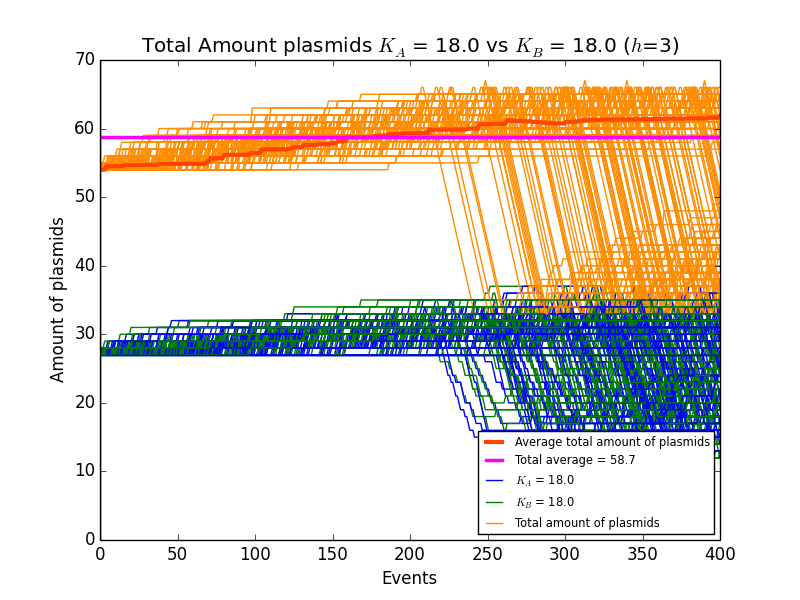 Total Amount plasmids K_A = 18.0 vs K_B = 18.0 (h=3)
70
60
50
40
30
20
10
0
Amount of plasmids
Average total amount of plasmids
Total average = 58.7
K_A = 18.0
K_B = 18.0
Total amount of plasmids
0 50 100 150 200 250 300 350 400
Events